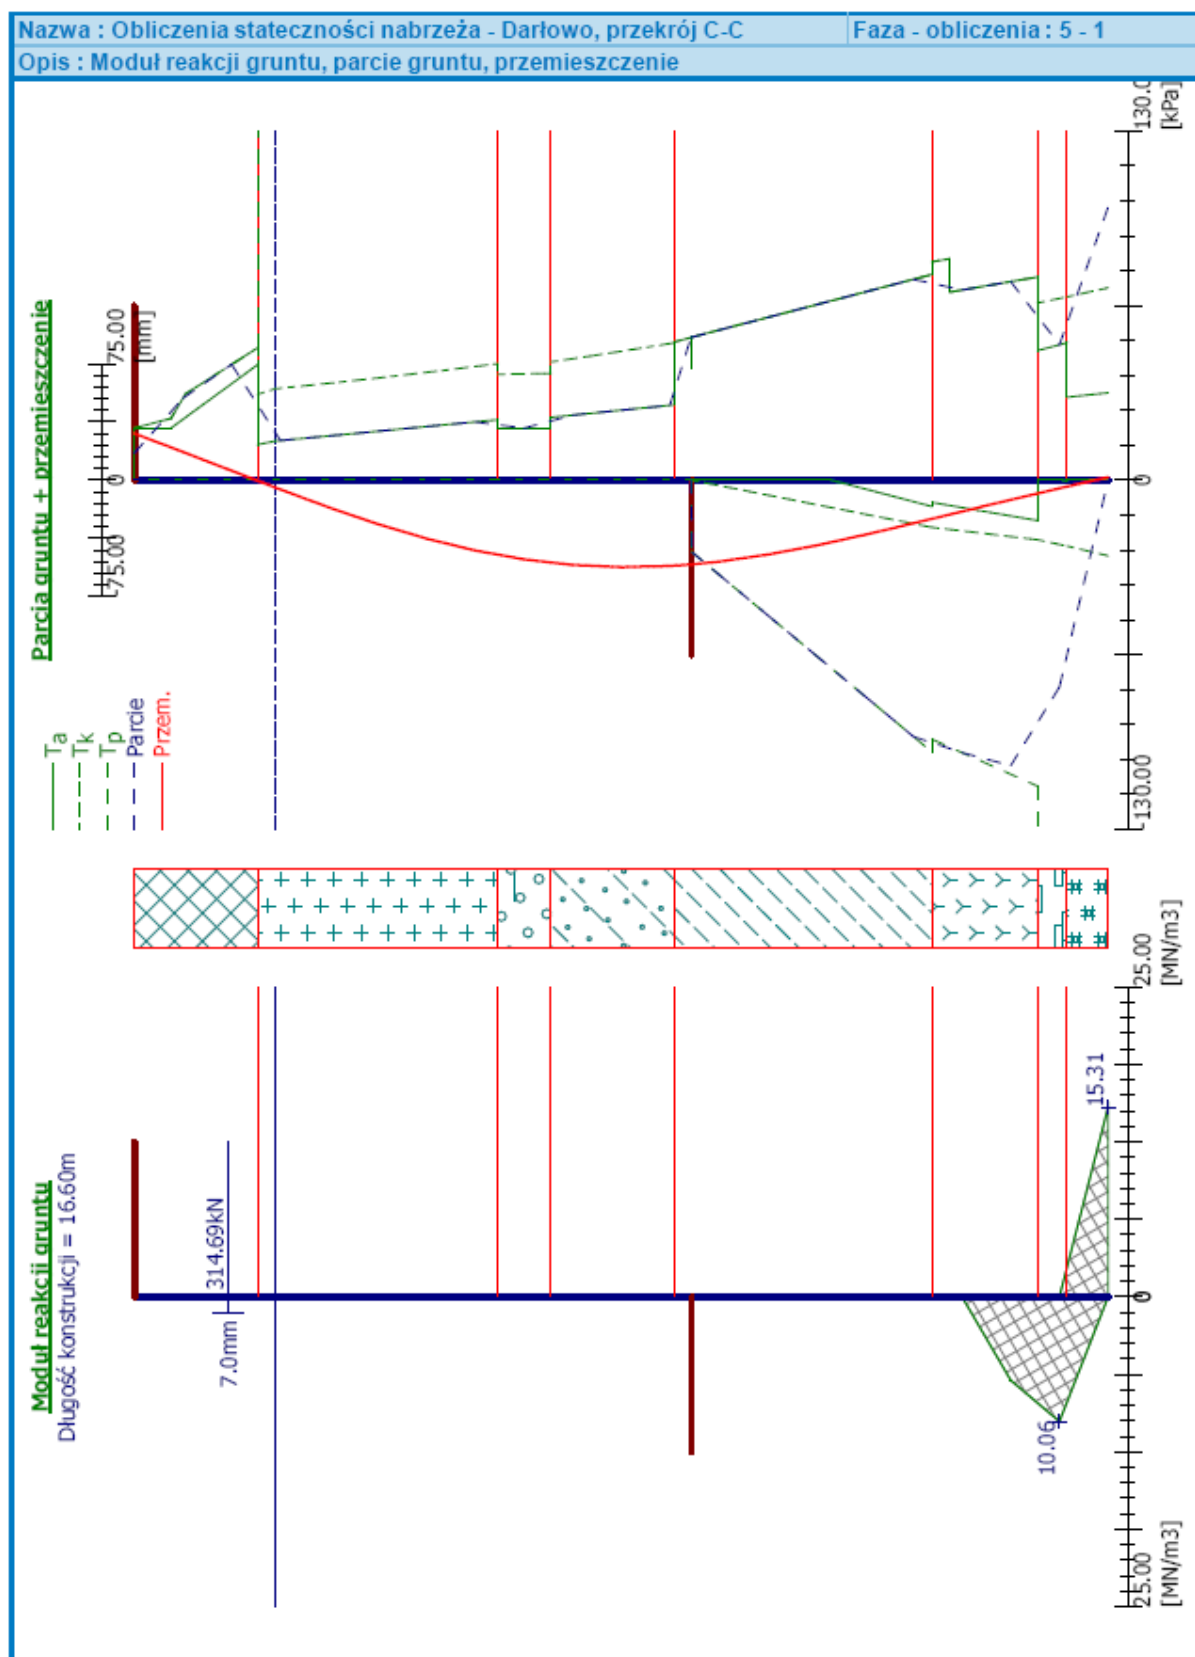 Nazwa : Obliczenia stateczności nabrzeża - Darłowo, przekrój C-C
Faza - obliczenia : 5 - 1
Opis : Moduł reakcji gruntu, parcie gruntu, przemieszczenie
Moduł reakcji gruntu
Długość konstrukcji = 16.60m
7.0mm
314.69kN
10.06
15.31
25.00
[MN/m3]
0
25.00
[MN/m3]
Parcia gruntu + przemieszczenie
Ta
Tk
Tp
Parcie
Przem.
-75.00
0
75.00
[mm]
-130.00
0
130.0
[kPa]